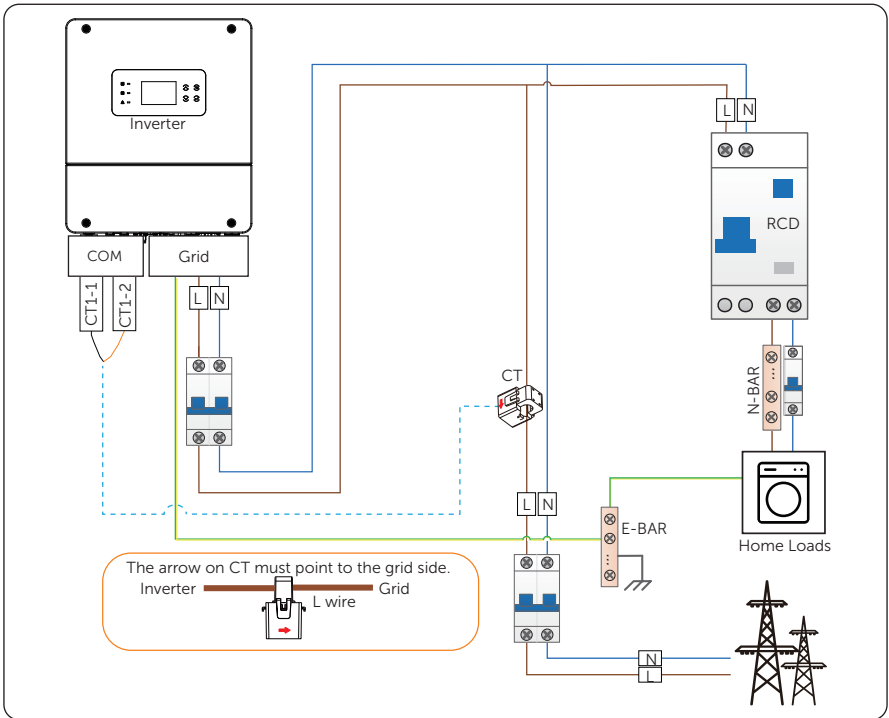 Inverter
COM
Grid
CT1-1
CT1-2
L
N
L
N
RCD
CT
N-BAR
L
N
E-BAR
Home Loads
The arrow on CT must point to the grid side.
Inverter
Grid
L wire
N
L